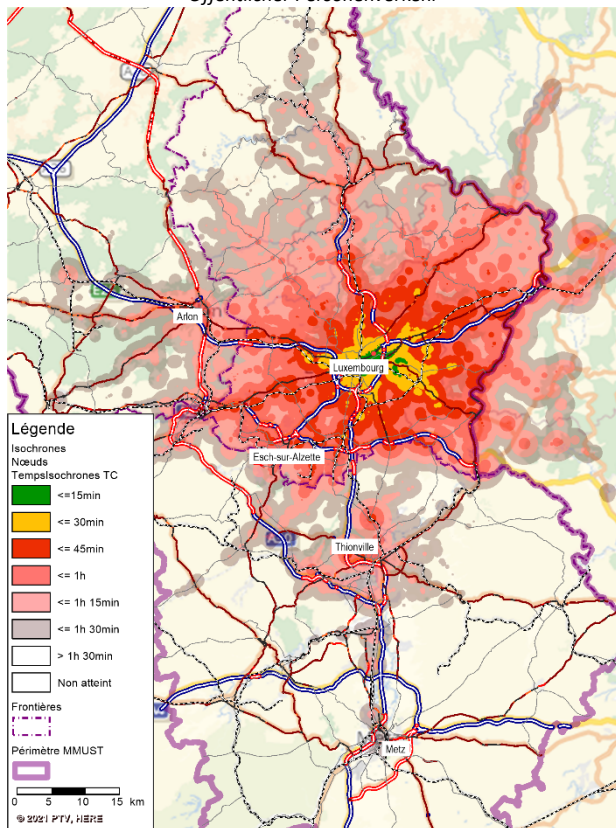 Öffentlicher Personenverkehr
Arlon
Luxembourg
Esch-sur-Alzette
Thionville
Metz
Légende
Isochrones
Nœuds
TempsIsochrones TC
<=15min
<= 30min
<= 45min
<= 1h
<= 1h 15min
<= 1h 30min
> 1h 30min
Non atteint
Frontières
Périmètre MMUST
0 5 10 15
km
© 2021 PTV, HERE